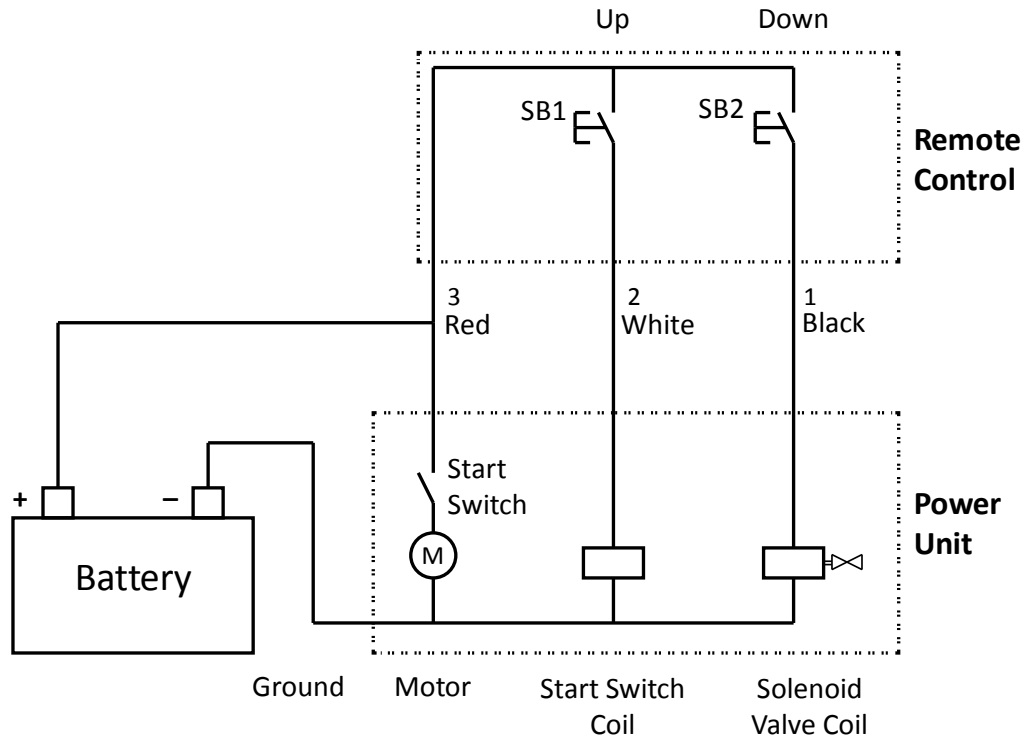 Up
Down
SB1
SB2
Remote
Control
3
Red
2
White
1
Black
Start
Switch
+
–
M
Battery
Power
Unit
Ground
Motor
Start Switch
Coil
Solenoid
Valve Coil